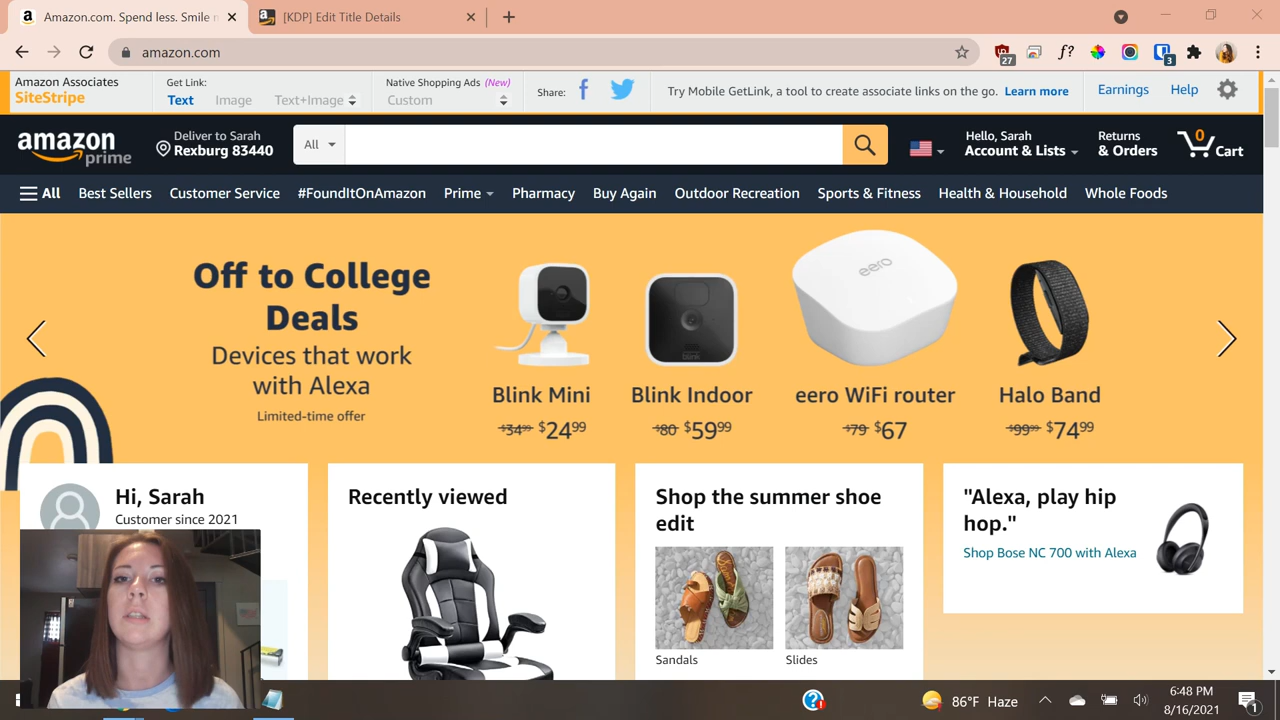 Amazon.com. Spend less. Smile
[KDP] Edit Title Details
amazon.com
27
f?
3
Amazon Associates
SiteStripe
Get Link:
Text
Image
Text+Image
Native Shopping Ads (New)
Custom
Share:
Try Mobile GetLink, a tool to create associate links on the go. Learn more
Earnings
Help
amazon
prime
Deliver to Sarah
Rexburg 83440
All
Hello, Sarah
Account & Lists
Returns
& Orders
0
Cart
All
Best Sellers
Customer Service
#FoundItOnAmazon
Prime
Pharmacy
Buy Again
Outdoor Recreation
Sports & Fitness
Health & Household
Whole Foods
Off to College
Deals
Devices that work
with Alexa
Limited-time offer
eero
blink
Blink Mini
$34.99 $24.99
Blink Indoor
$80 $59.99
eero WiFi router
$79 $67
Halo Band
$99.99 $74.99
Hi, Sarah
Customer since 2021
Recently viewed
Shop the summer shoe
edit
Sandals
Slides
"Alexa, play hip
hop."
Shop Bose NC 700 with Alexa
86°F Haze
6:48 PM
8/16/2021
1